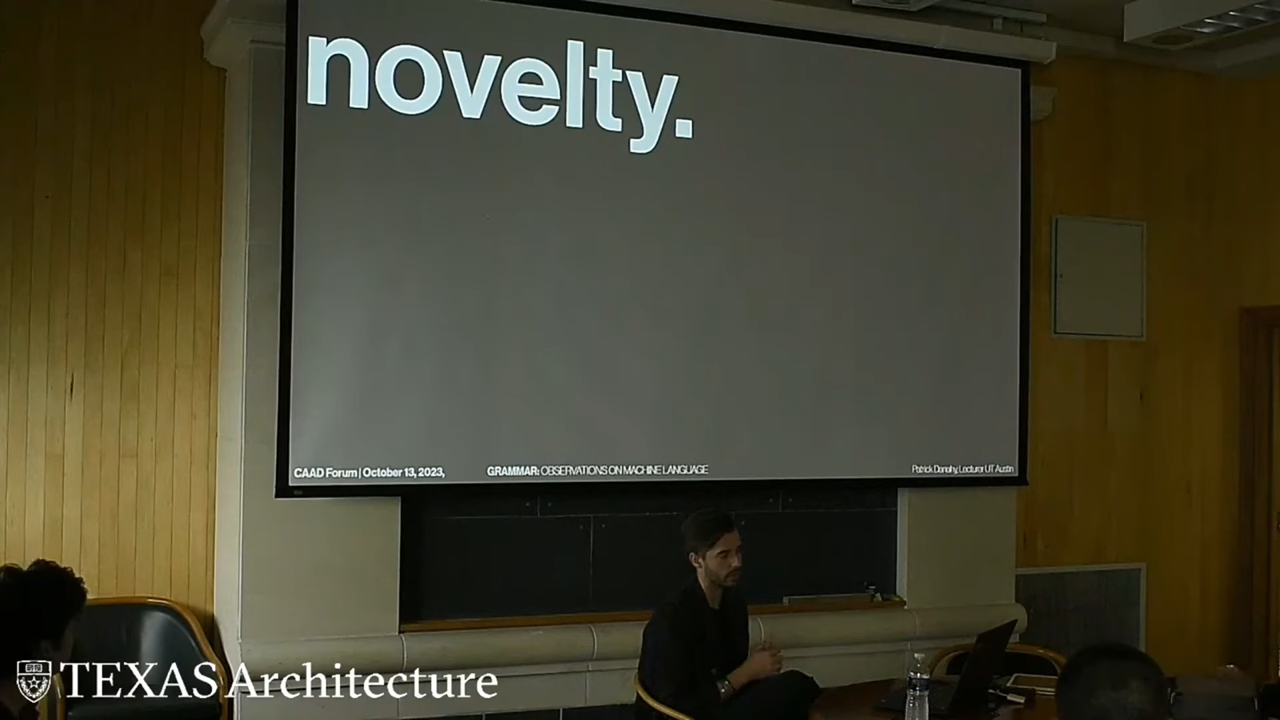 novelty.
CAAD Forum | October 13, 2023,
GRAMMAR: OBSERVATIONS ON MACHINE LANGUAGE
Patrick Danahy, Lecturer UT Austin
TEXAS Architecture